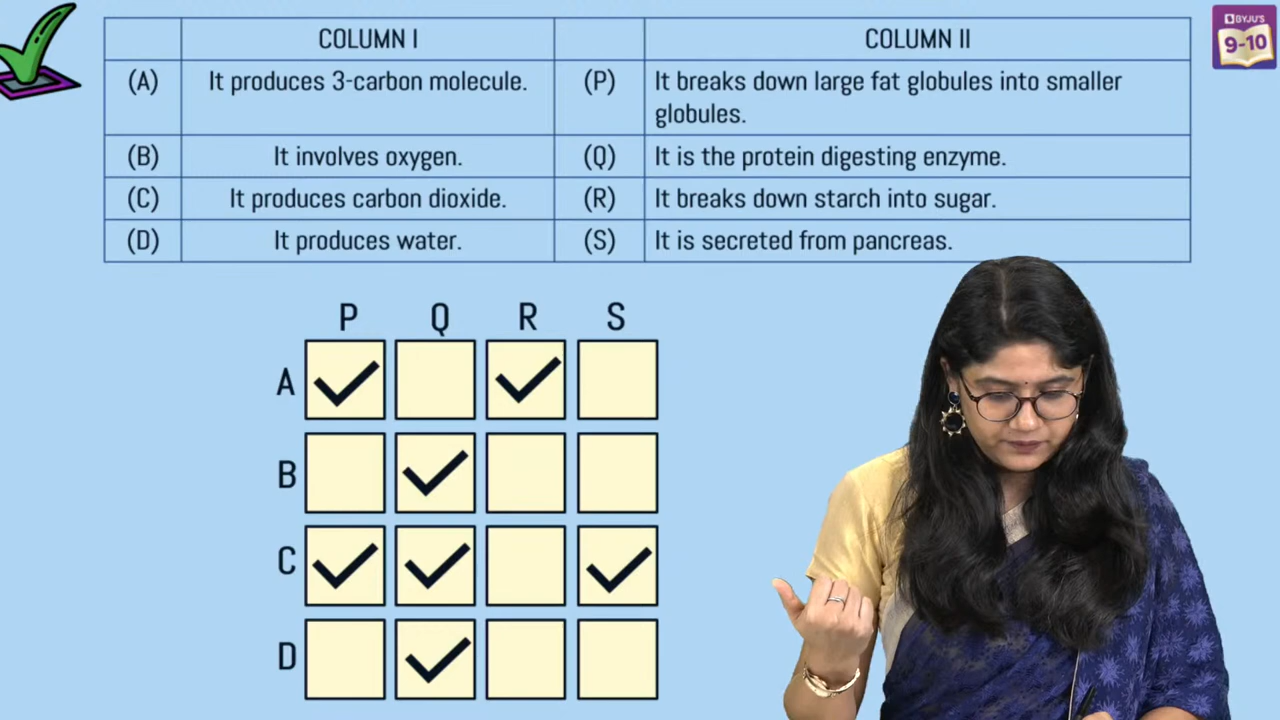 BYJU'S
9-10
COLUMN I COLUMN II
(A) It produces 3-carbon molecule. (P) It breaks down large fat globules into smaller
globules.
(B) It involves oxygen. (Q) It is the protein digesting enzyme.
(C) It produces carbon dioxide. (R) It breaks down starch into sugar.
(D) It produces water. (S) It is secreted from pancreas.
P Q R S
A
B
C
D